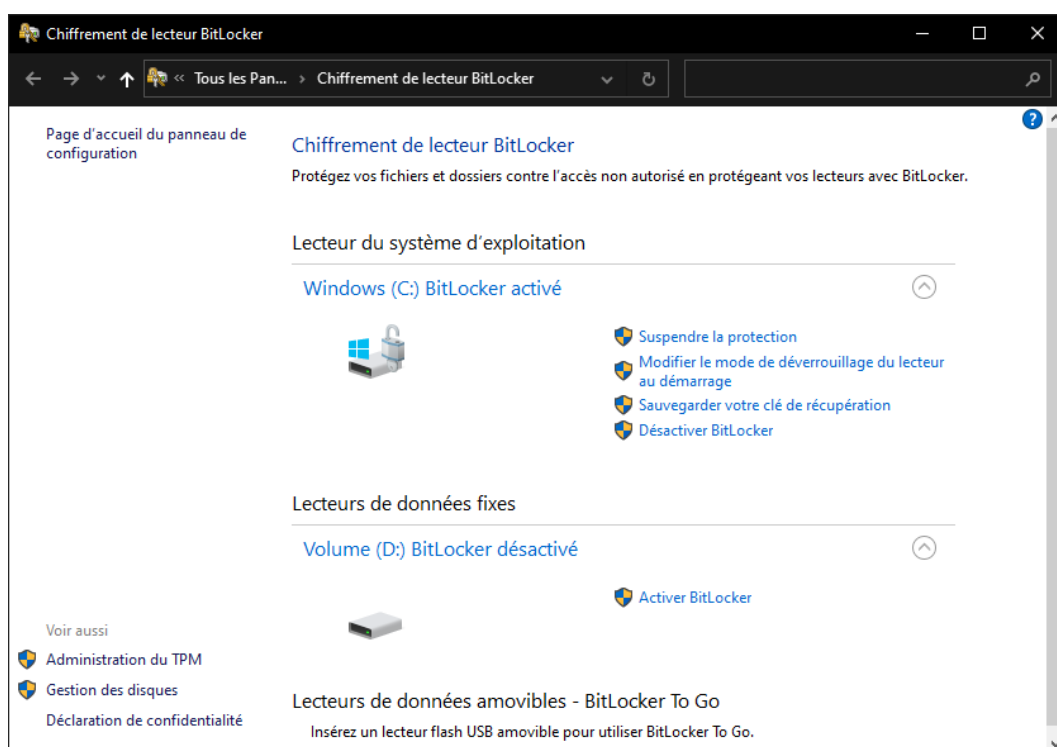 Chiffrement de lecteur BitLocker
« Tous les Pan... › Chiffrement de lecteur BitLocker
Page d'accueil du panneau de
configuration
?
Chiffrement de lecteur BitLocker
Protégez vos fichiers et dossiers contre l'accès non autorisé en protégeant vos lecteurs avec BitLocker.
Lecteur du système d'exploitation
Windows (C:) BitLocker activé
Suspendre la protection
Modifier le mode de déverrouillage du lecteur
au démarrage
Sauvegarder votre clé de récupération
Désactiver BitLocker
Lecteurs de données fixes
Volume (D:) BitLocker désactivé
Activer BitLocker
Voir aussi
Administration du TPM
Gestion des disques
Déclaration de confidentialité
Lecteurs de données amovibles - BitLocker To Go
Insérez un lecteur flash USB amovible pour utiliser BitLocker To Go.